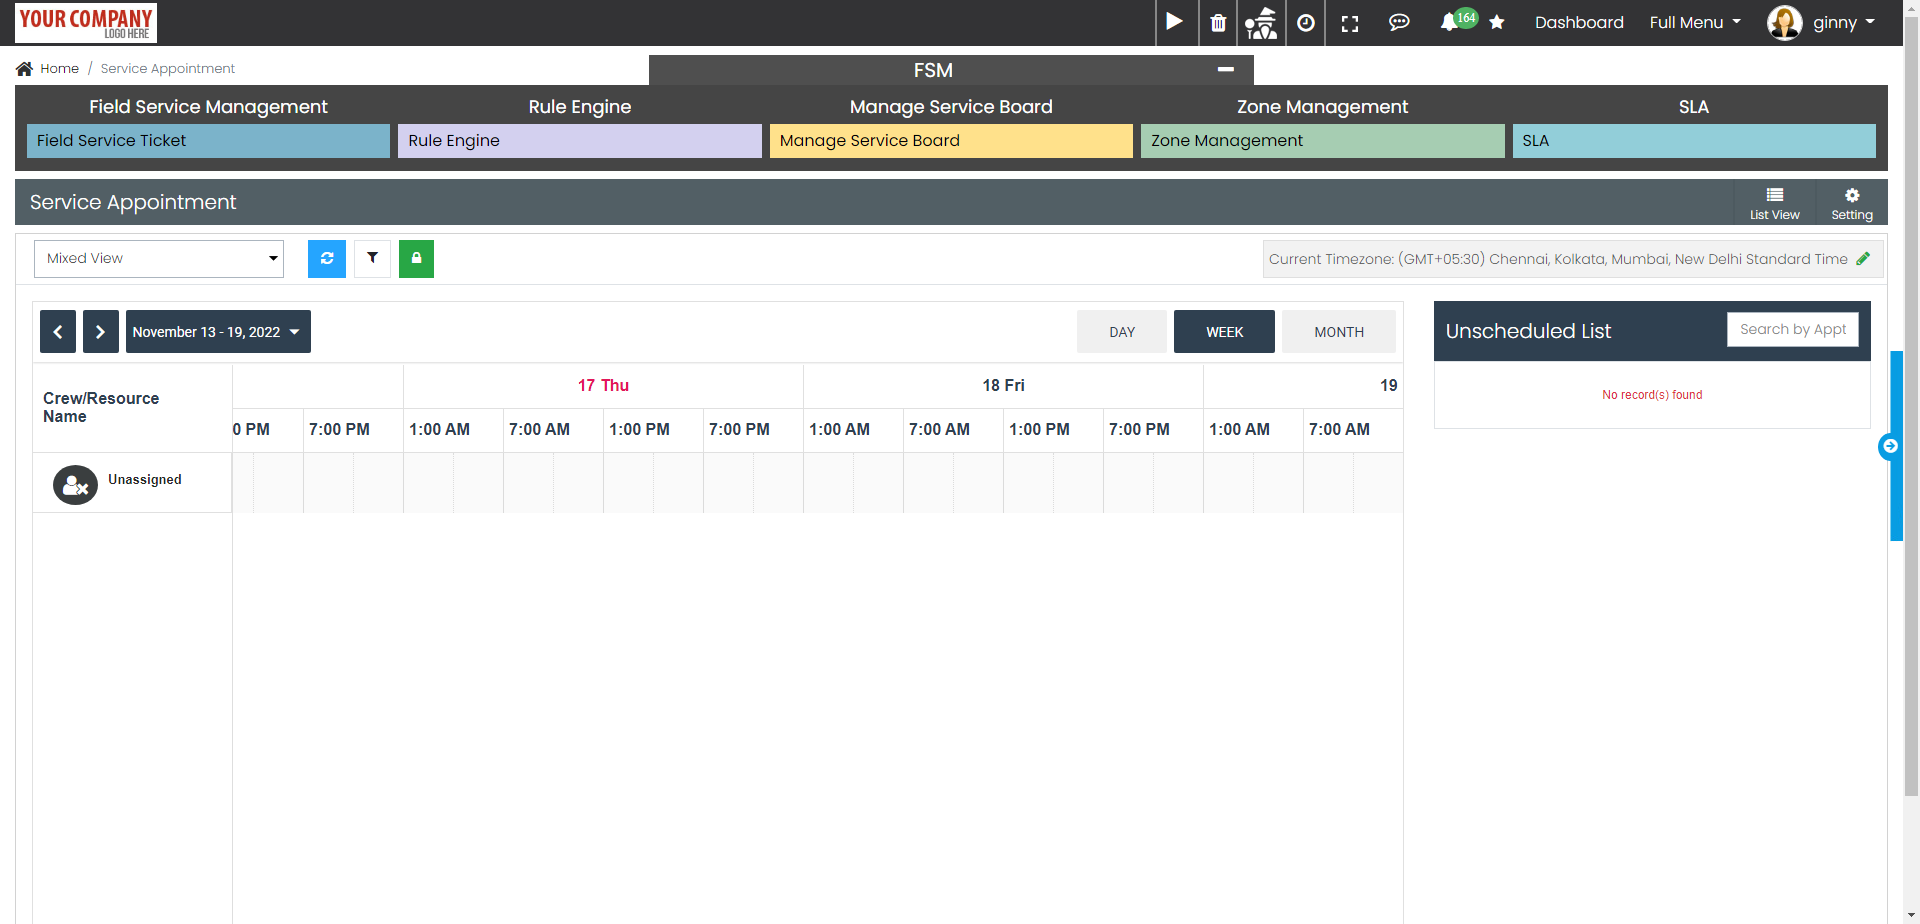 YOUR COMPANY
LOGO HERE
164
Dashboard
Full Menu
ginny
Home / Service Appointment
FSM
Field Service Management
Rule Engine
Manage Service Board
Zone Management
SLA
Field Service Ticket
Rule Engine
Manage Service Board
Zone Management
SLA
Service Appointment
List View
Setting
Mixed View
Current Timezone: (GMT+05:30) Chennai, Kolkata, Mumbai, New Delhi Standard Time
November 13 - 19, 2022
DAY
WEEK
MONTH
Unscheduled List
Search by Appt
No record(s) found
Crew/Resource
Name
17 Thu
18 Fri
19
0 PM
7:00 PM
1:00 AM
7:00 AM
1:00 PM
7:00 PM
1:00 AM
7:00 AM
1:00 PM
7:00 PM
1:00 AM
7:00 AM
Unassigned